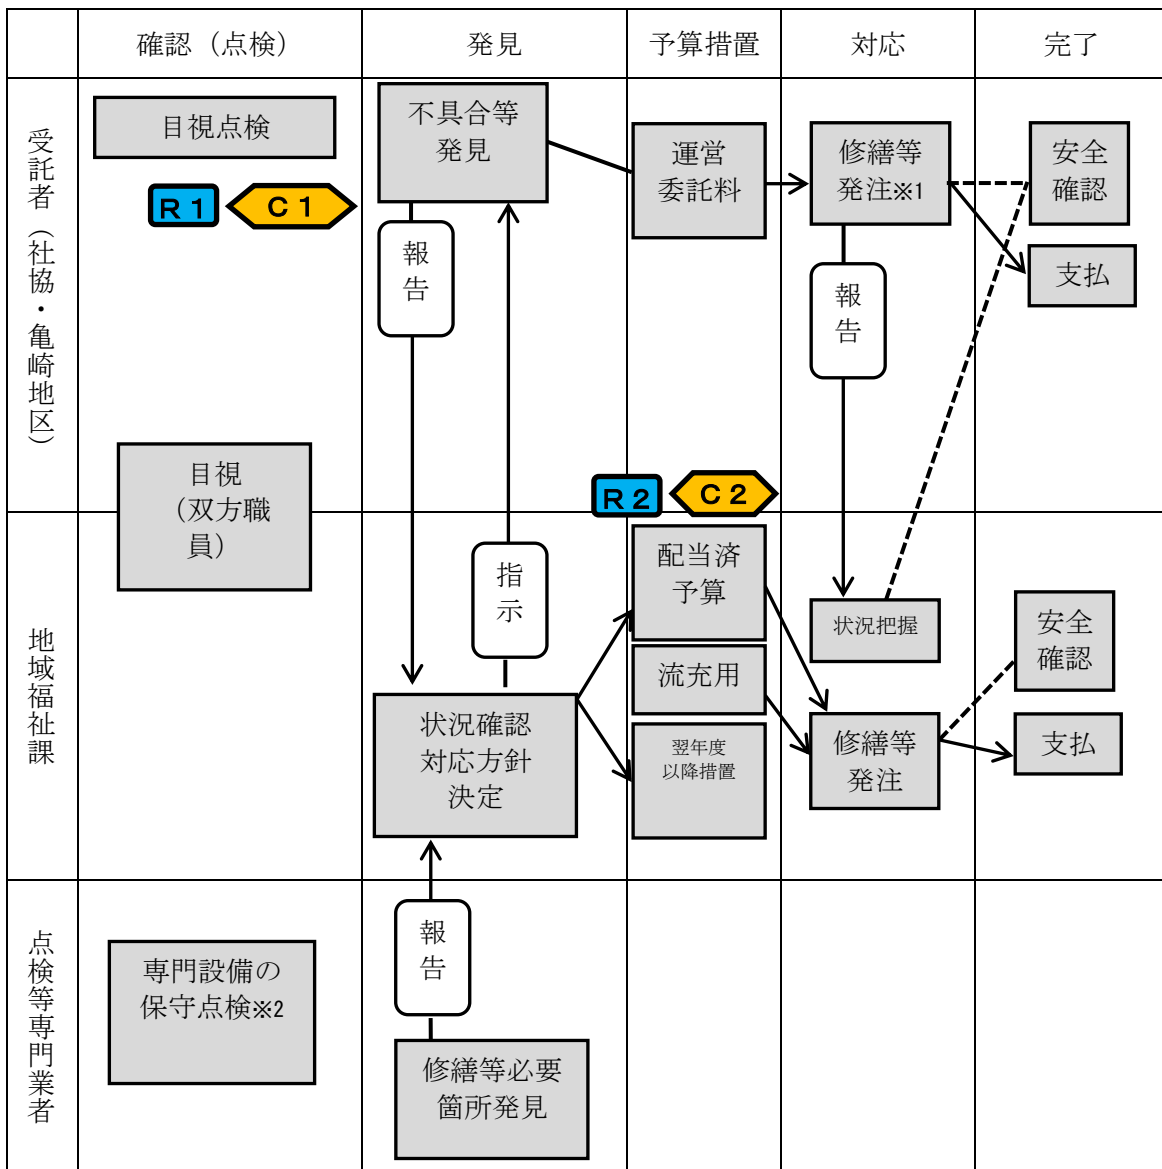 確認（点検）
発見
予算措置
対応
完了
受託者（社協・亀崎地区）
目視点検
R1
C1
不具合等
発見
報告
運営
委託料
修繕等
発注※1
報告
安全
確認
支払
目視
（双方職
員）
R2
C2
地域福祉課
指示
状況確認
対応方針
決定
配当済
予算
流充用
翌年度
以降措置
状況把握
修繕等
発注
安全
確認
支払
点検等専門業者
専門設備の
保守点検※2
報告
修繕等必要
箇所発見